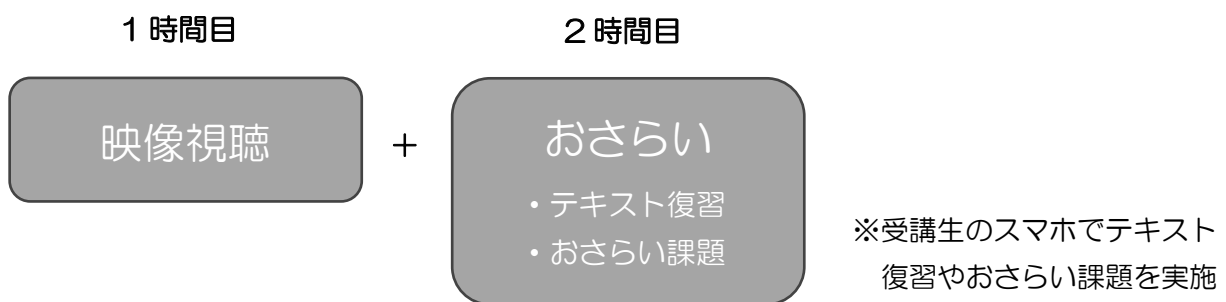 １時間目
２時間目
映像視聴
+
おさらい
・テキスト復習
・おさらい課題
※受講生のスマホでテキスト
復習やおさらい課題を実施